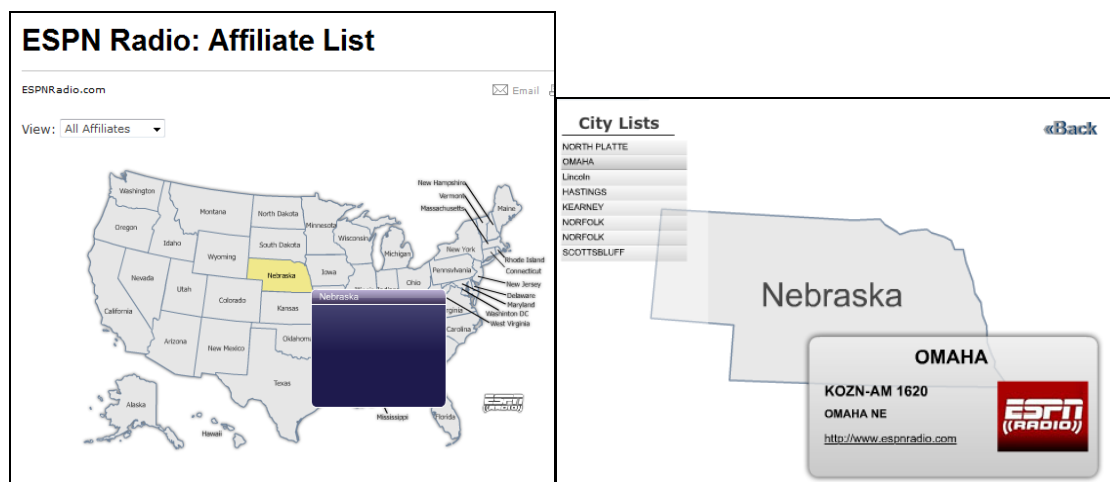 ESPN Radio: Affiliate List
ESPNRadio.com
Email
View: All Affiliates
Washington
Oregon
California
Nevada
Idaho
Montana
Wyoming
Utah
Colorado
Arizona
New Mexico
North Dakota
South Dakota
Nebraska
Kansas
Oklahoma
Texas
Minnesota
Iowa
Wisconsin
Michigan
Ohio
New York
Pennsylvania
Maine
New Hampshire
Vermont
Massachusetts
Rhode Island
Connecticut
New Jersey
Delaware
Maryland
Washinton DC
West Virginia
Carolina
Nebraska
Mississippi
Florida
Alaska
Hawaii
ESPN
((RADIO))
City Lists
«Back
NORTH PLATTE
OMAHA
Lincoln
HASTINGS
KEARNEY
NORFOLK
NORFOLK
SCOTTSBLUFF
Nebraska
OMAHA
KOZN-AM 1620
OMAHA NE
http://www.espnradio.com
ESPN
((RADIO))